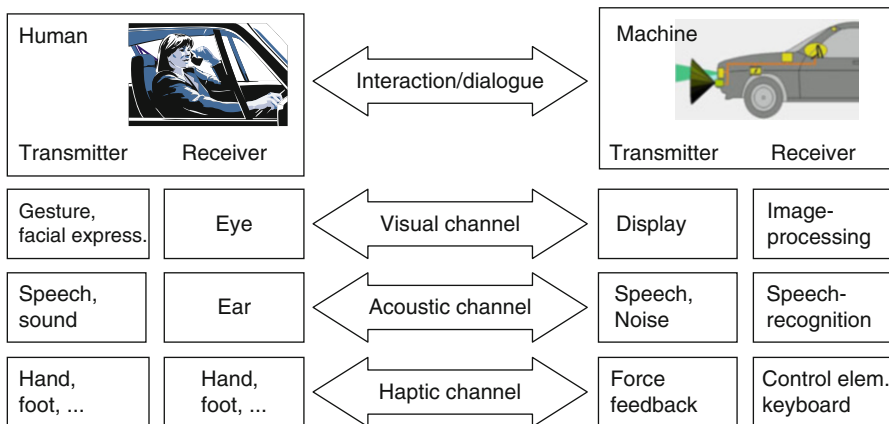 Human
Machine
Interaction/dialogue
Transmitter Receiver
Transmitter Receiver
Gesture,
facial express.
Eye
Visual channel
Display
Image-
processing
Speech,
sound
Ear
Acoustic channel
Speech,
Noise
Speech-
recognition
Hand,
foot, ...
Hand,
foot, ...
Haptic channel
Force
feedback
Control elem.
keyboard